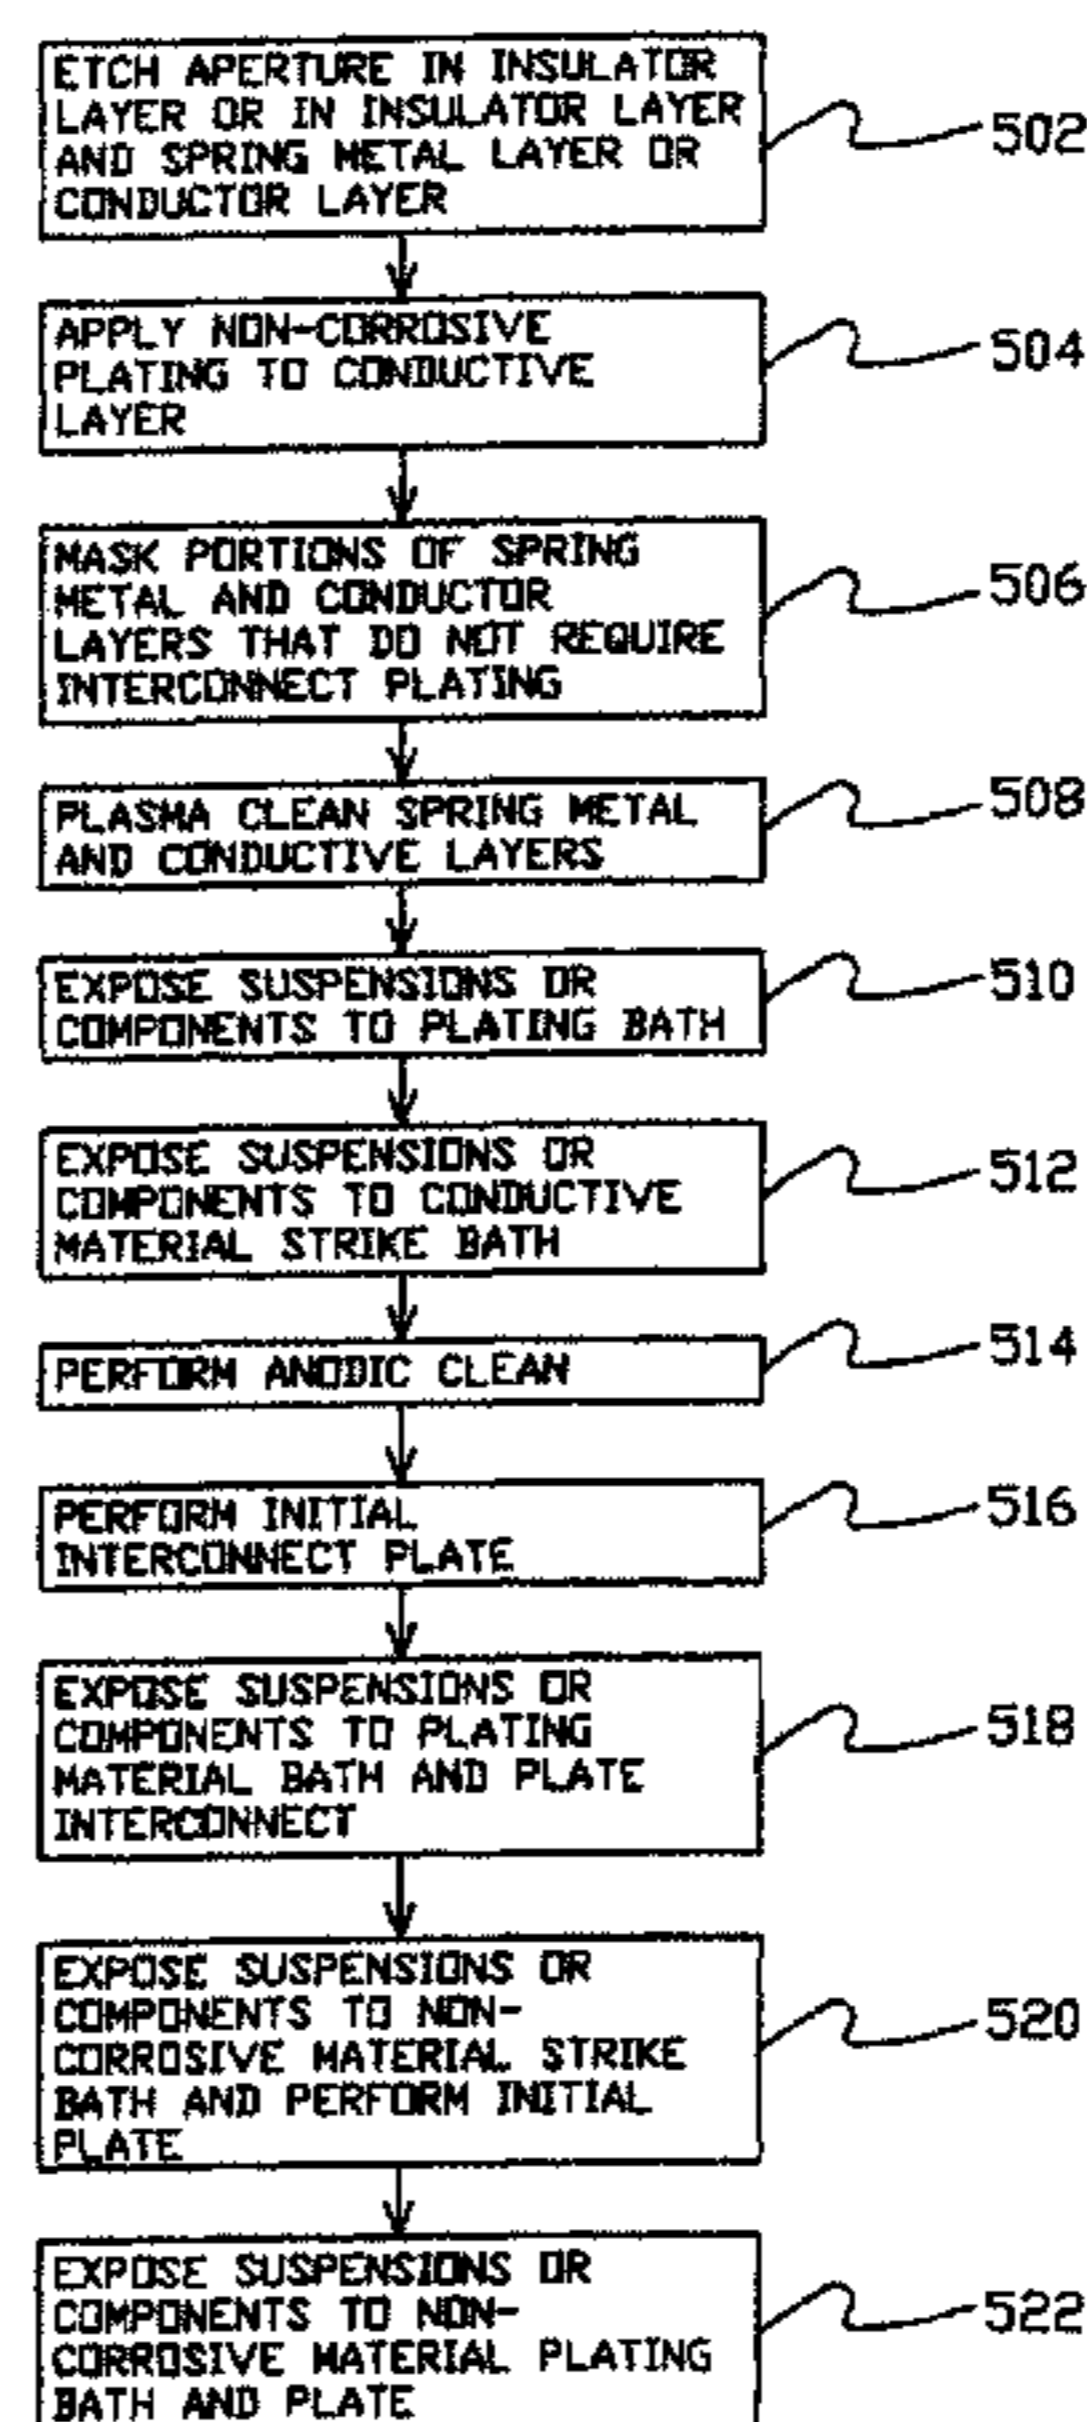 ETCH APERTURE IN INSULATOR
LAYER OR IN INSULATOR LAYER
AND SPRING METAL LAYER OR
CONDUCTOR LAYER
502
APPLY NON-CORROSIVE
PLATING TO CONDUCTIVE
LAYER
504
MASK PORTIONS OF SPRING
METAL AND CONDUCTOR
LAYERS THAT DO NOT REQUIRE
INTERCONNECT PLATING
506
PLASMA CLEAN SPRING METAL
AND CONDUCTIVE LAYERS
508
EXPOSE SUSPENSIONS OR
COMPONENTS TO PLATING BATH
510
EXPOSE SUSPENSIONS OR
COMPONENTS TO CONDUCTIVE
MATERIAL STRIKE BATH
512
PERFORM ANODIC CLEAN
514
PERFORM INITIAL
INTERCONNECT PLATE
516
EXPOSE SUSPENSIONS OR
COMPONENTS TO PLATING
MATERIAL BATH AND PLATE
INTERCONNECT
518
EXPOSE SUSPENSIONS OR
COMPONENTS TO NON-
CORROSIVE MATERIAL STRIKE
BATH AND PERFORM INITIAL
PLATE
520
EXPOSE SUSPENSIONS OR
COMPONENTS TO NON-
CORROSIVE MATERIAL PLATING
BATH AND PLATE
522